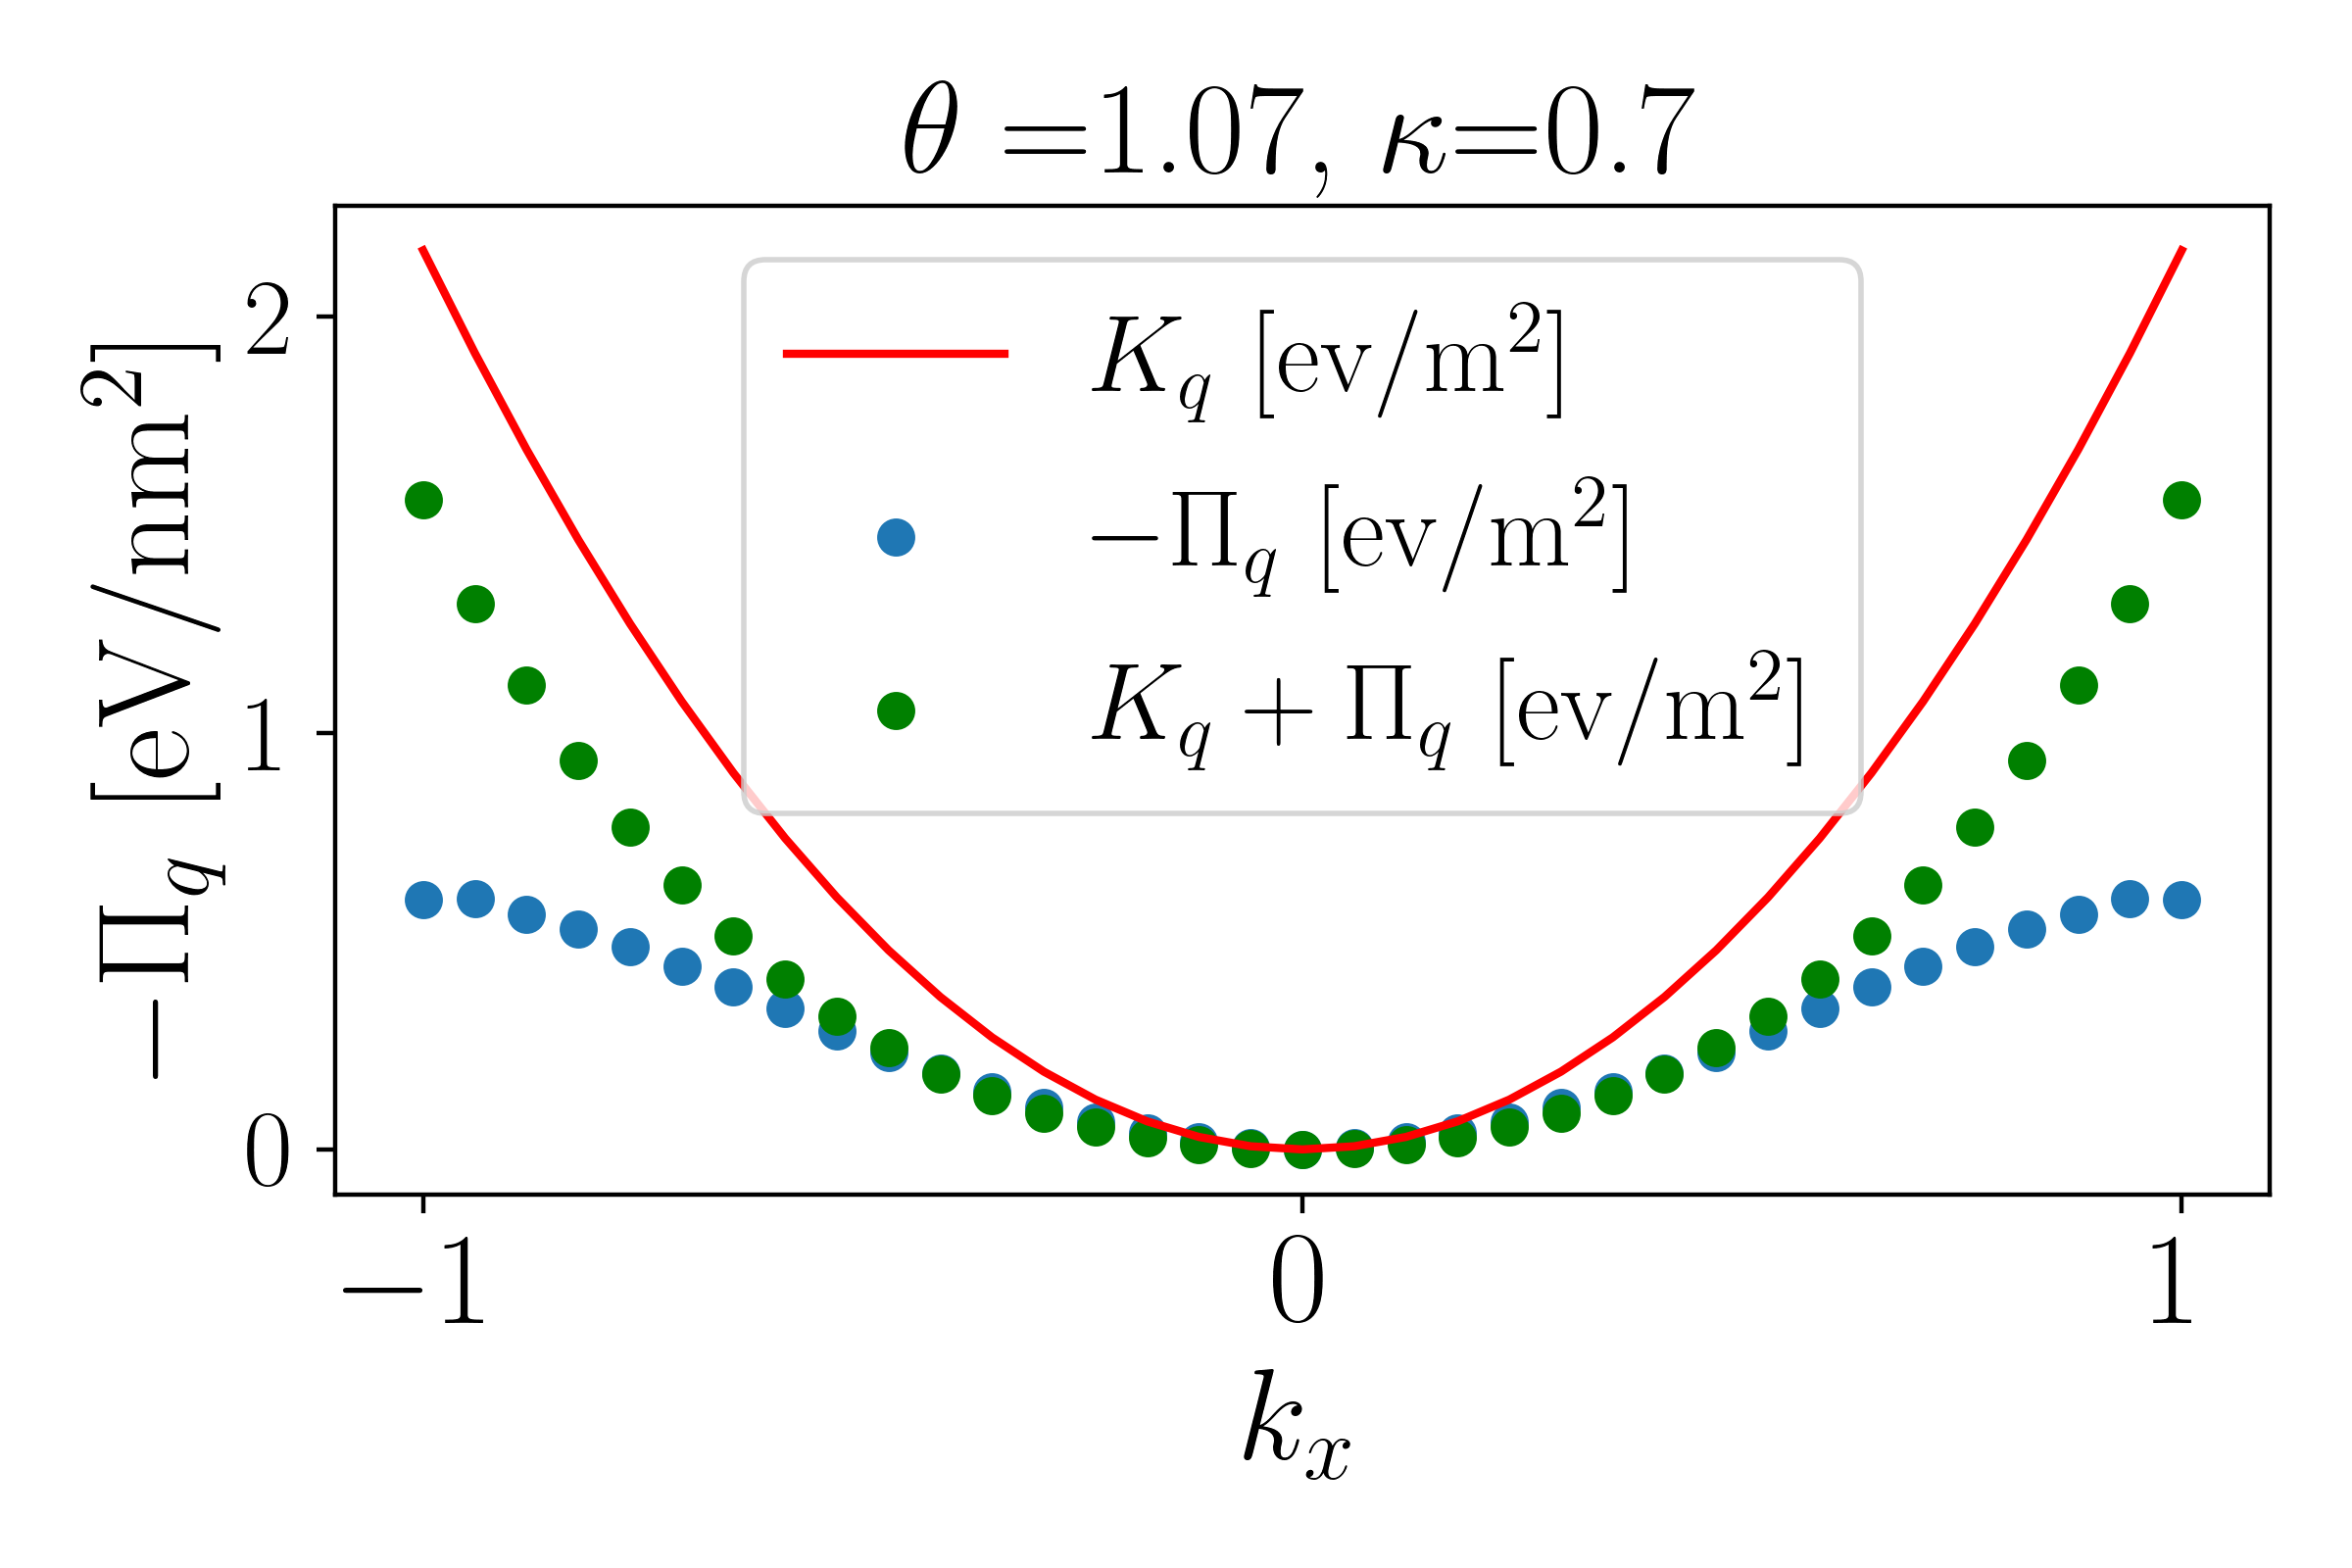 θ =1.07, κ=0.7
−Π_q [eV/nm²]
2
1
0
K_q [ev/m²]
−Π_q [ev/m²]
K_q + Π_q [ev/m²]
−1 0 1
k_x